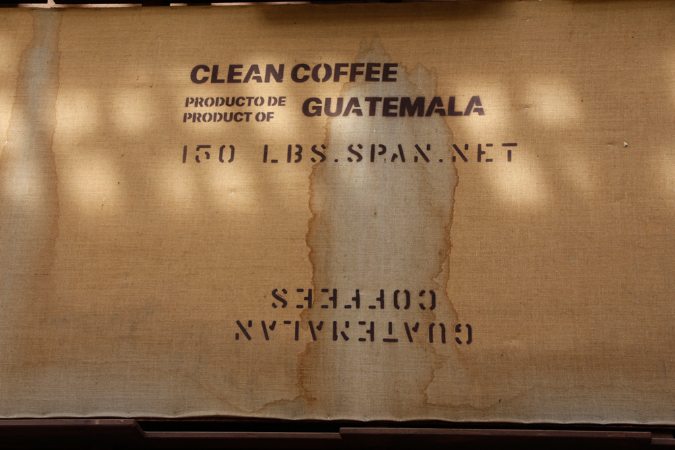 CLEAN COFFEE
PRODUCTO DE
PRODUCT OF GUATEMALA
150 LBS.SPAN.NET
GUATEMALAN
COFFEES